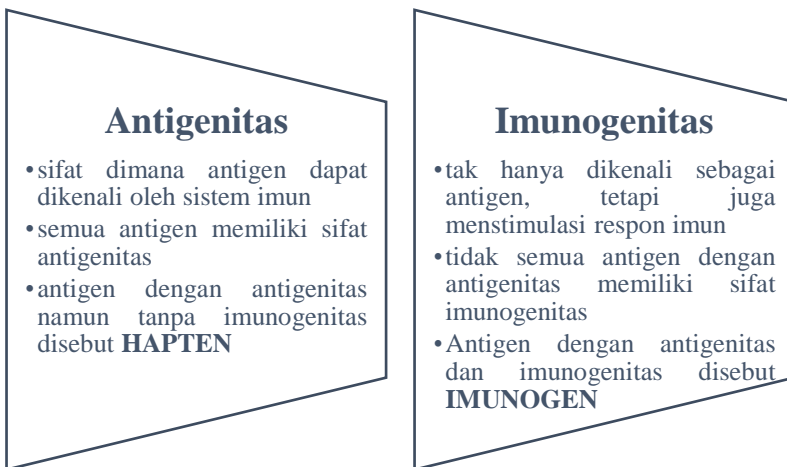 Antigenitas
•sifat dimana antigen dapat
dikenali oleh sistem imun
•semua antigen memiliki sifat
antigenitas
•antigen dengan antigenitas
namun tanpa imunogenitas
disebut HAPTEN
Imunogenitas
•tak hanya dikenali sebagai
antigen, tetapi juga
menstimulasi respon imun
•tidak semua antigen dengan
antigenitas memiliki sifat
imunogenitas
•Antigen dengan antigenitas
dan imunogenitas disebut
IMUNOGEN